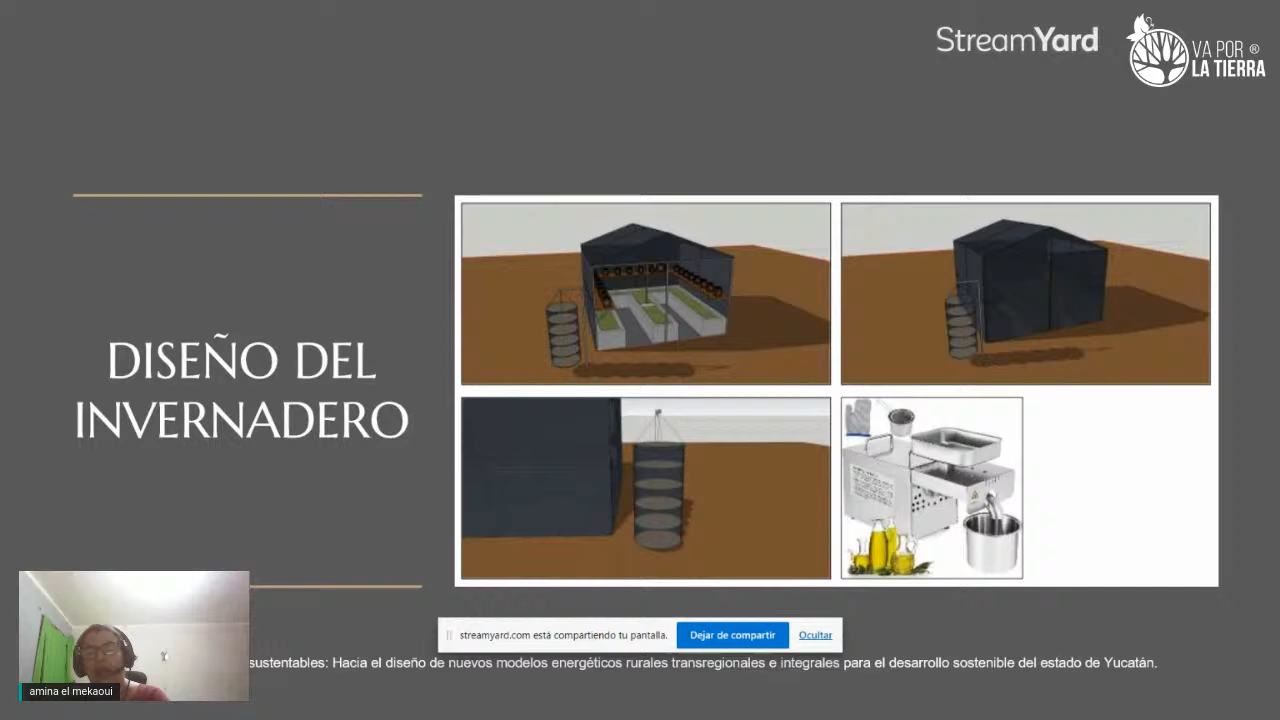 StreamYard
VA POR ®
LA TIERRA
DISEÑO DEL
INVERNADERO
streamyard.com está compartiendo tu pantalla.
Dejar de compartir
Ocultar
sustentables: Hacia el diseño de nuevos modelos energéticos rurales transregionales e integrales para el desarrollo sostenible del estado de Yucatán.
amina el mekaoui